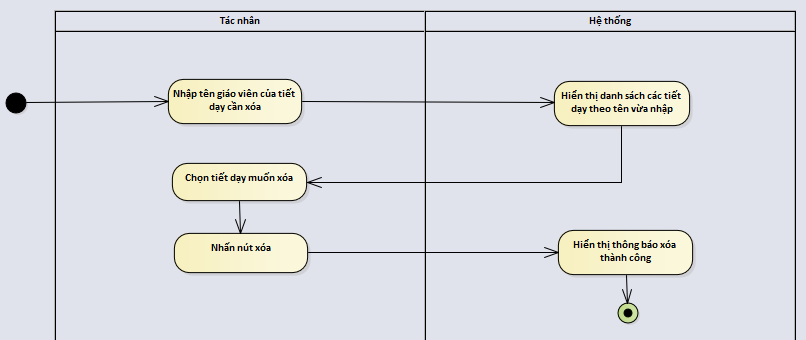 Tác nhân
Hệ thống
Nhập tên giáo viên của tiết
dạy cần xóa
Hiển thị danh sách các tiết
dạy theo tên vừa nhập
Chọn tiết dạy muốn xóa
Nhấn nút xóa
Hiển thị thông báo xóa
thành công